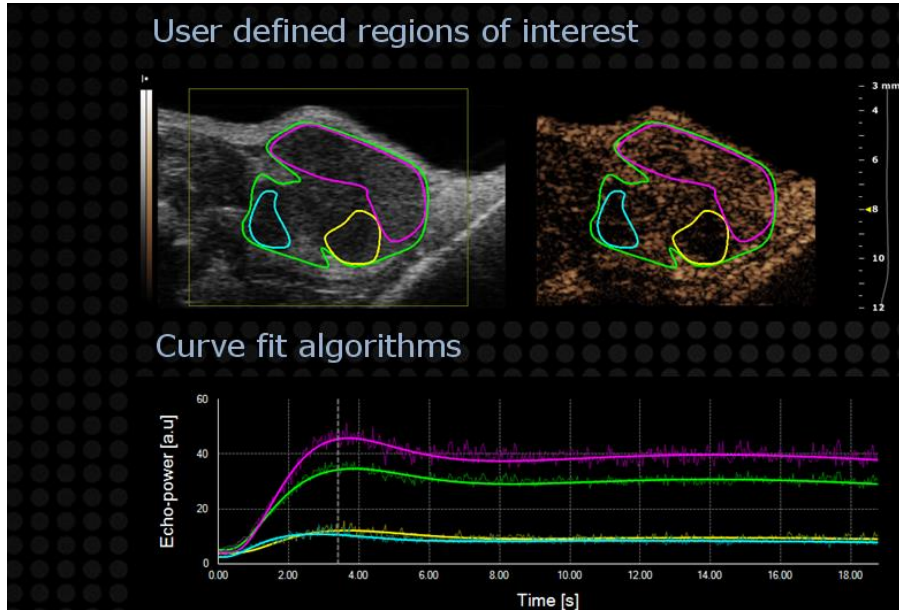 User defined regions of interest
3 mm
4
6
8
10
12
Curve fit algorithms
60
40
20
0
Echo-power [a.u]
0.00 2.00 4.00 6.00 8.00 10.00 12.00 14.00 16.00 18.00
Time [s]